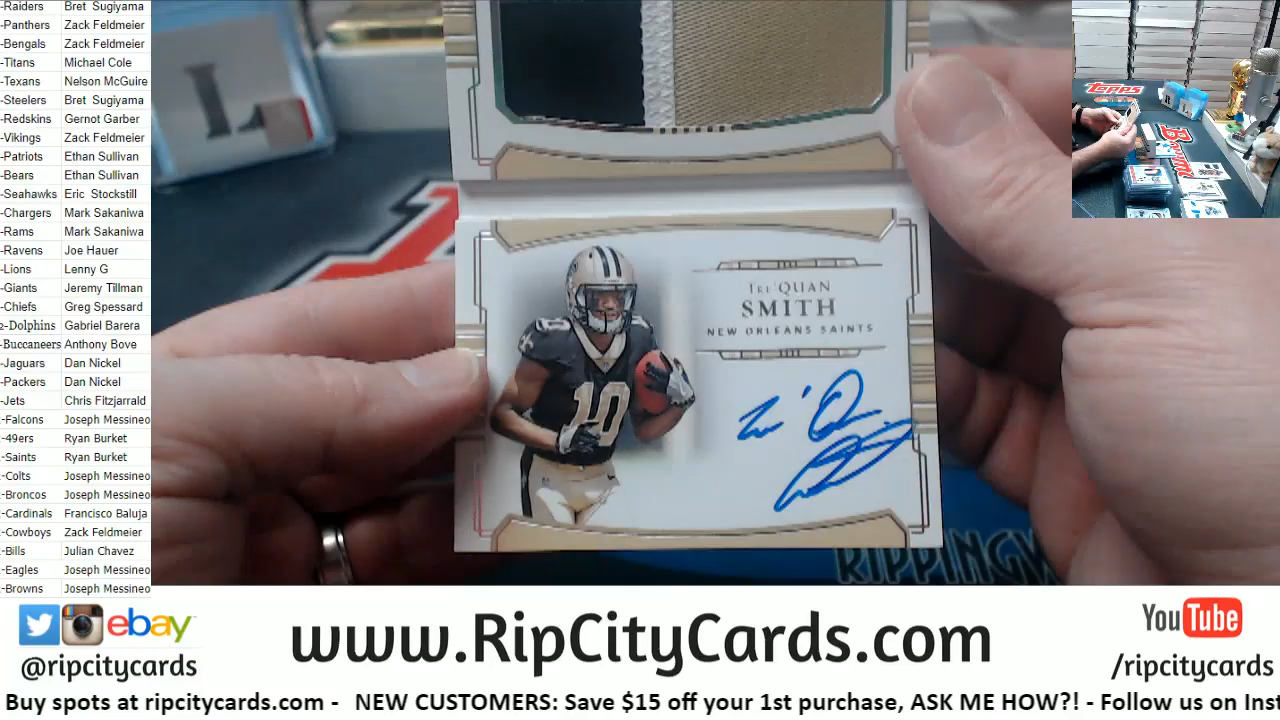 -Raiders Bret Sugiyama
-Panthers Zack Feldmeier
-Bengals Zack Feldmeier
-Titans Michael Cole
-Texans Nelson McGuire
-Steelers Bret Sugiyama
-Redskins Gernot Garber
-Vikings Zack Feldmeier
-Patriots Ethan Sullivan
-Bears Ethan Sullivan
-Seahawks Eric Stockstill
-Chargers Mark Sakaniwa
-Rams Mark Sakaniwa
-Ravens Joe Hauer
-Lions Lenny G
-Giants Jeremy Tillman
-Chiefs Greg Spessard
-Dolphins Gabriel Barera
-Buccaneers Anthony Bove
-Jaguars Dan Nickel
-Packers Dan Nickel
-Jets Chris Fitzjarrald
-Falcons Joseph Messineo
-49ers Ryan Burket
-Saints Ryan Burket
-Colts Joseph Messineo
-Broncos Joseph Messineo
-Cardinals Francisco Baluja
-Cowboys Zack Feldmeier
-Bills Julian Chavez
-Eagles Joseph Messineo
-Browns Joseph Messineo
L
TOPPS
TRE'QUAN
SMITH
NEW ORLEANS SAINTS
10
10
RIPPINGW
ebay
@ripcitycards
www.RipCityCards.com
YouTube
/ripcitycards
Buy spots at ripcitycards.com - NEW CUSTOMERS: Save $15 off your 1st purchase, ASK ME HOW?! - Follow us on Inst